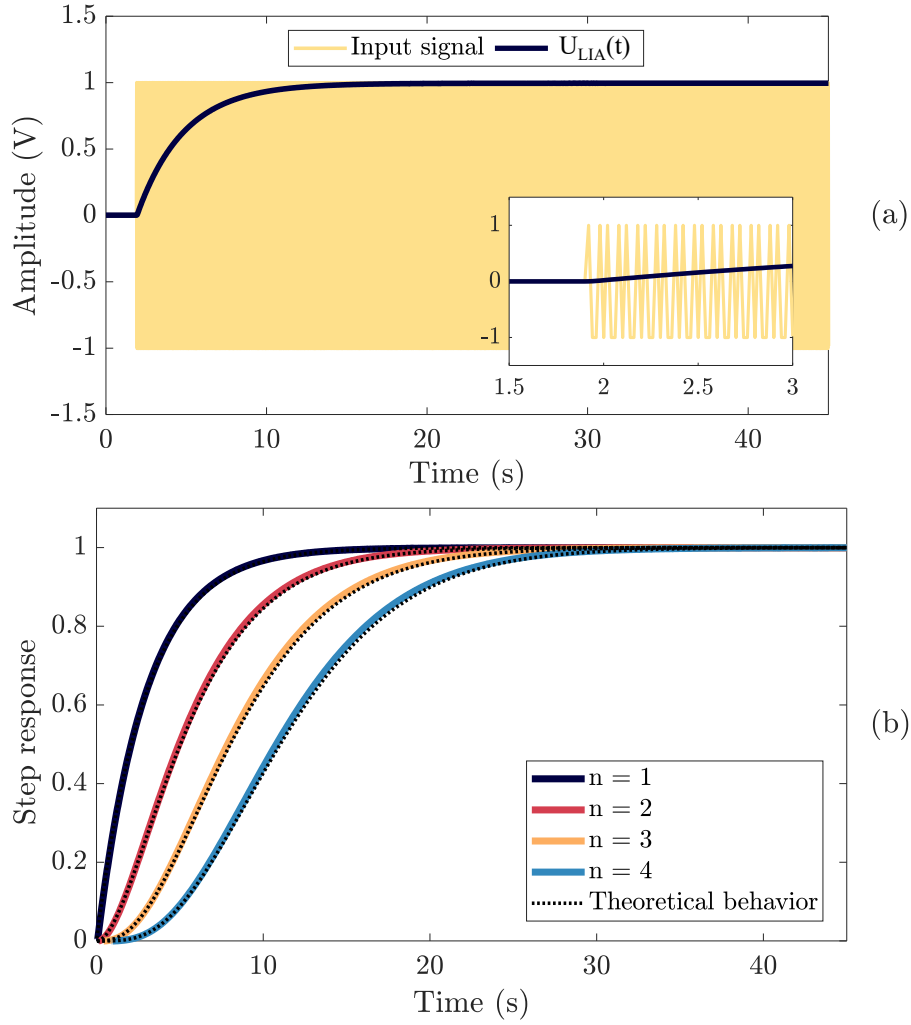 1.5
Input signal U_LIA(t)
1
0.5
0
-0.5
-1
-1.5
Amplitude (V)
1
0
-1
1.5 2 2.5 3
0 10 20 30 40
Time (s)
(a)
1
0.8
0.6
0.4
0.2
0
Step response
n = 1
n = 2
n = 3
n = 4
Theoretical behavior
0 10 20 30 40
Time (s)
(b)